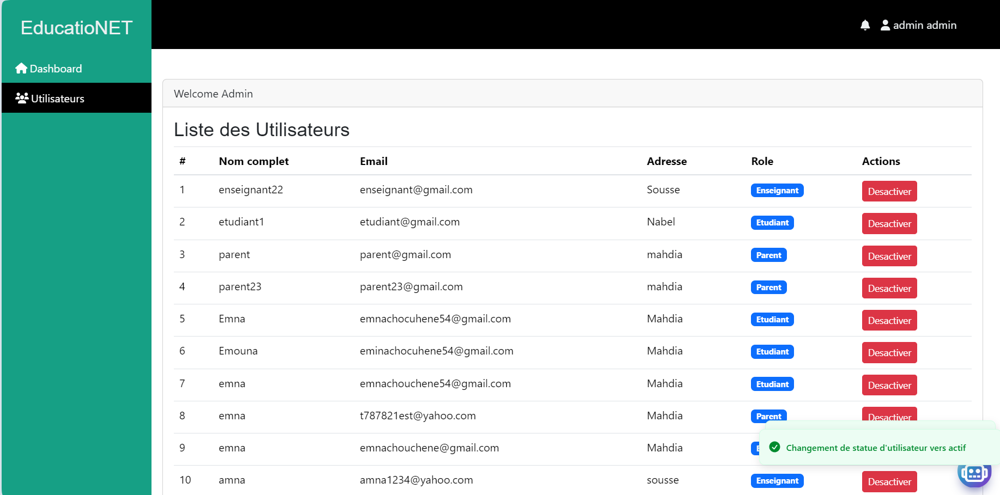 EducatioNET
admin admin
Dashboard
Utilisateurs
Welcome Admin
Liste des Utilisateurs
# Nom complet Email Adresse Role Actions
1 enseignant22 enseignant@gmail.com Sousse Enseignant Desactiver
2 etudiant1 etudiant@gmail.com Nabel Etudiant Desactiver
3 parent parent@gmail.com mahdia Parent Desactiver
4 parent23 parent23@gmail.com mahdia Parent Desactiver
5 Emna emnachocuhene54@gmail.com Mahdia Etudiant Desactiver
6 Emouna eminachocuhene54@gmail.com Mahdia Etudiant Desactiver
7 emna emnachouchene54@gmail.com Mahdia Etudiant Desactiver
8 emna t787821est@yahoo.com Mahdia Parent Desactiver
9 emna emnachouchene@gmail.com Mahdia
Changement de statue d'utilisateur vers actif
10 amna amna1234@yahoo.com sousse Enseignant Desactiver